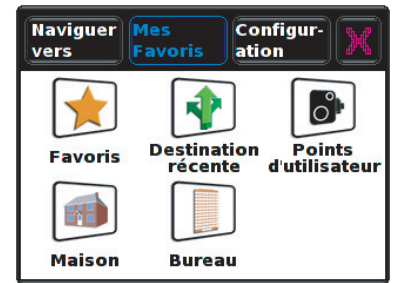 Naviguer Mes Configur-
vers Favoris ation
Favoris Destination Points
récente d'utilisateur
Maison Bureau